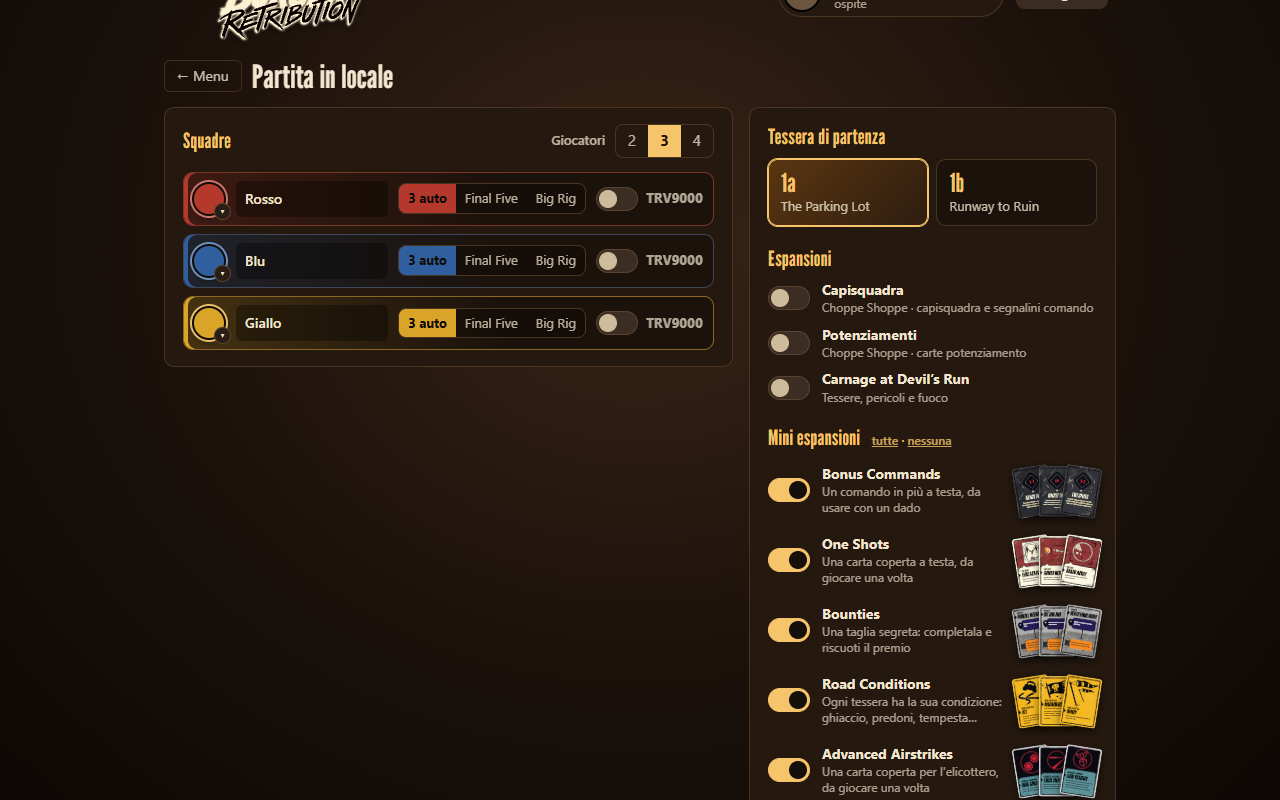 RETRIBUTION
ospite
← Menu
Partita in locale
Squadre
Giocatori 2 3 4
Rosso 3 auto Final Five Big Rig TRV9000
Blu 3 auto Final Five Big Rig TRV9000
Giallo 3 auto Final Five Big Rig TRV9000
Tessera di partenza
1a
The Parking Lot
1b
Runway to Ruin
Espansioni
Capisquadra
Choppe Shoppe · capisquadra e segnalini comando
Potenziamenti
Choppe Shoppe · carte potenziamento
Carnage at Devil's Run
Tessere, pericoli e fuoco
Mini espansioni tutte · nessuna
Bonus Commands
Un comando in più a testa, da
usare con un dado
One Shots
Una carta coperta a testa, da
giocare una volta
Bounties
Una taglia segreta: completala e
riscuoti il premio
Road Conditions
Ogni tessera ha la sua condizione:
ghiaccio, predoni, tempesta...
Advanced Airstrikes
Una carta coperta per l'elicottero,
da giocare una volta